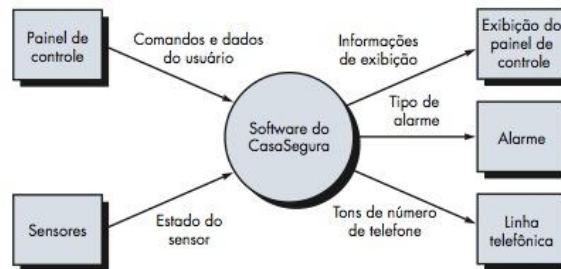 Painel de
controle
Comandos e dados
do usuário
Informações
de exibição
Exibição do
painel de
controle
Software do
CasaSegura
Tipo de
alarme
Alarme
Sensores
Estado do
sensor
Tons de número
de telefone
Linha
telefônica